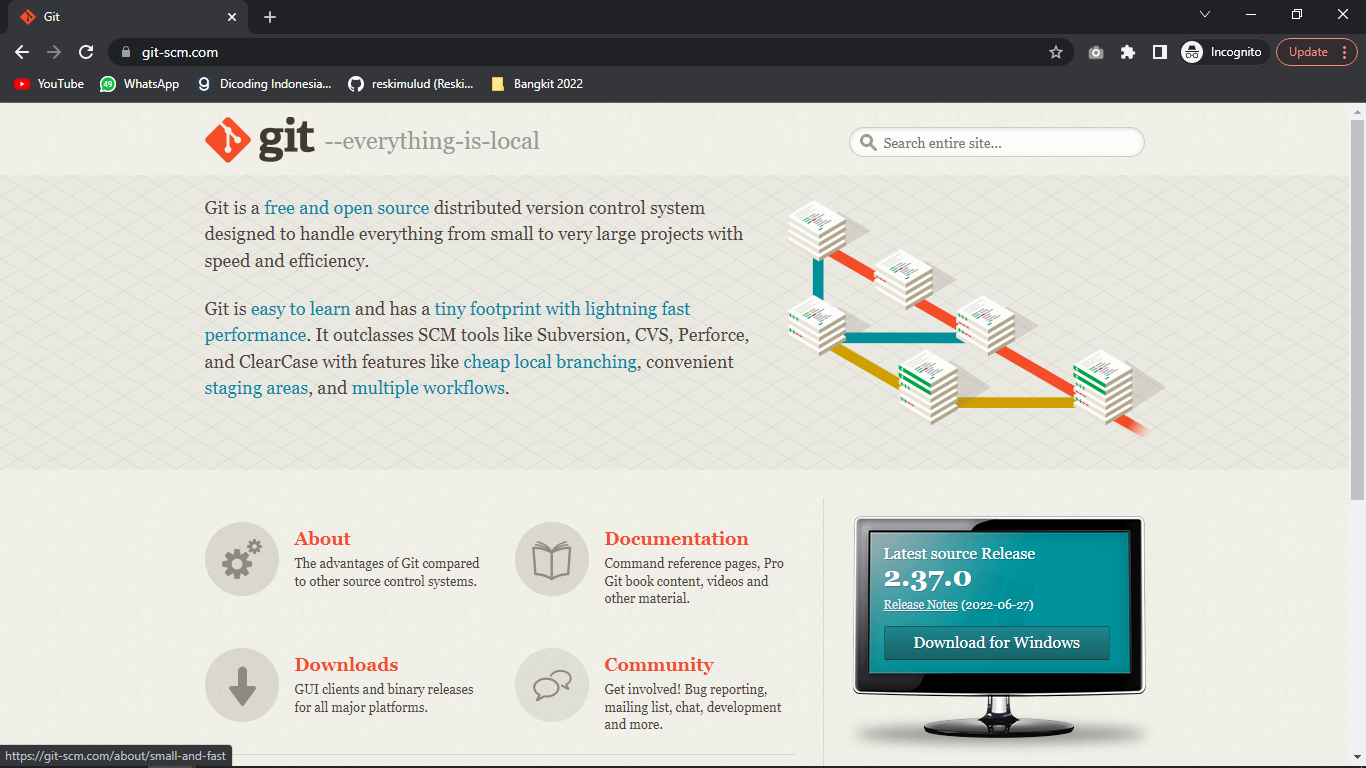 Git
git-scm.com
Incognito
Update
YouTube
49
WhatsApp
Dicoding Indonesia...
reskimulud (Reski...
Bangkit 2022
git --everything-is-local
Search entire site...
Git is a free and open source distributed version control system
designed to handle everything from small to very large projects with
speed and efficiency.
Git is easy to learn and has a tiny footprint with lightning fast
performance. It outclasses SCM tools like Subversion, CVS, Perforce,
and ClearCase with features like cheap local branching, convenient
staging areas, and multiple workflows.
About
The advantages of Git compared
to other source control systems.
Documentation
Command reference pages, Pro
Git book content, videos and
other material.
Downloads
GUI clients and binary releases
for all major platforms.
Community
Get involved! Bug reporting,
mailing list, chat, development
and more.
Latest source Release
2.37.0
Release Notes (2022-06-27)
Download for Windows
https://git-scm.com/about/small-and-fast